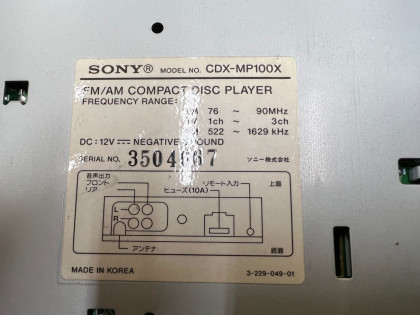 SONY® MODEL NO. CDX-MP100X
FM/AM COMPACT DISC PLAYER
FREQUENCY RANGE:
76 ~ 90MHz
1ch ~ 3ch
522 ~ 1629 kHz
DC: 12V NEGATIVE GROUND
SERIAL NO. 3504667
ソニー株式会社
音声出力
フロント
リア
ヒューズ(10A)
リモート入力
上面
L
R
アンテナ
底面
MADE IN KOREA
3-229-049-01